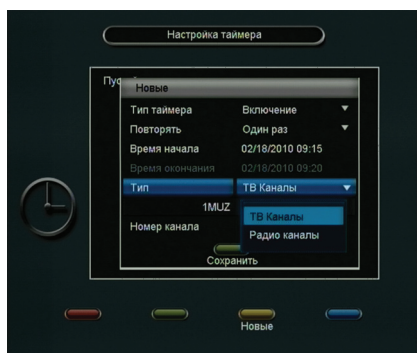 Настройка таймера
Новые
Тип таймера Включение
Повторять Один раз
Время начала 02/18/2010 09:15
Время окончания 02/18/2010 09:20
Тип ТВ Каналы
1MUZ
ТВ Каналы
Номер канала
Радио каналы
Сохранить
Новые